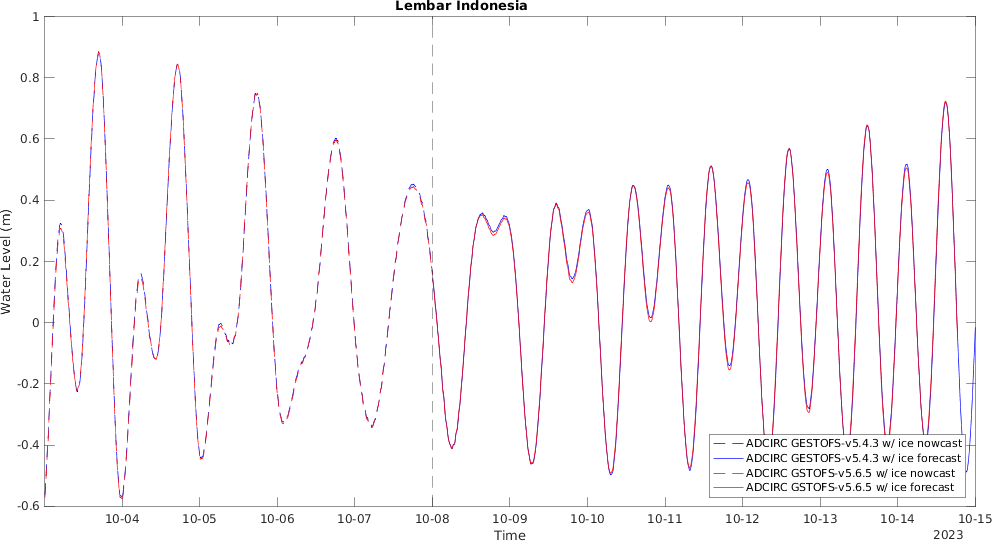 Lembar Indonesia
1
0.8
0.6
0.4
0.2
0
-0.2
-0.4
-0.6
Water Level (m)
ADCIRC GESTOFS-v5.4.3 w/ ice nowcast
ADCIRC GESTOFS-v5.4.3 w/ ice forecast
ADCIRC GSTOFS-v5.6.5 w/ ice nowcast
ADCIRC GSTOFS-v5.6.5 w/ ice forecast
10-04 10-05 10-06 10-07 10-08 10-09 10-10 10-11 10-12 10-13 10-14 10-15
Time
2023